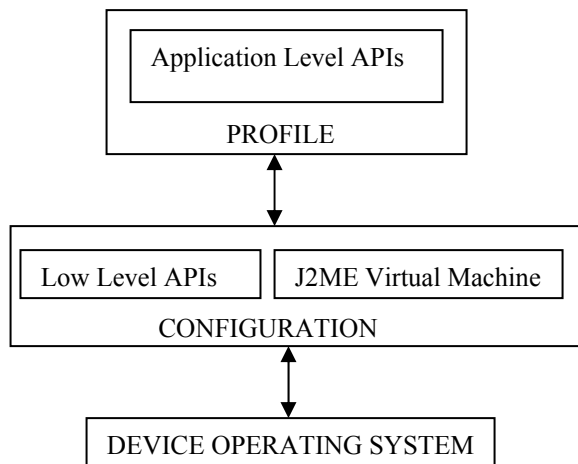 Application Level APIs
PROFILE
Low Level APIs
J2ME Virtual Machine
CONFIGURATION
DEVICE OPERATING SYSTEM